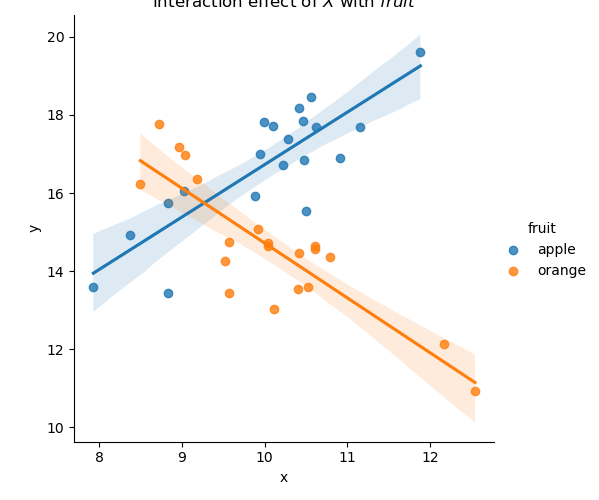 Interaction effect of X with fruit
20
18
16
14
12
10
y
8 9 10 11 12
x
fruit
apple
orange